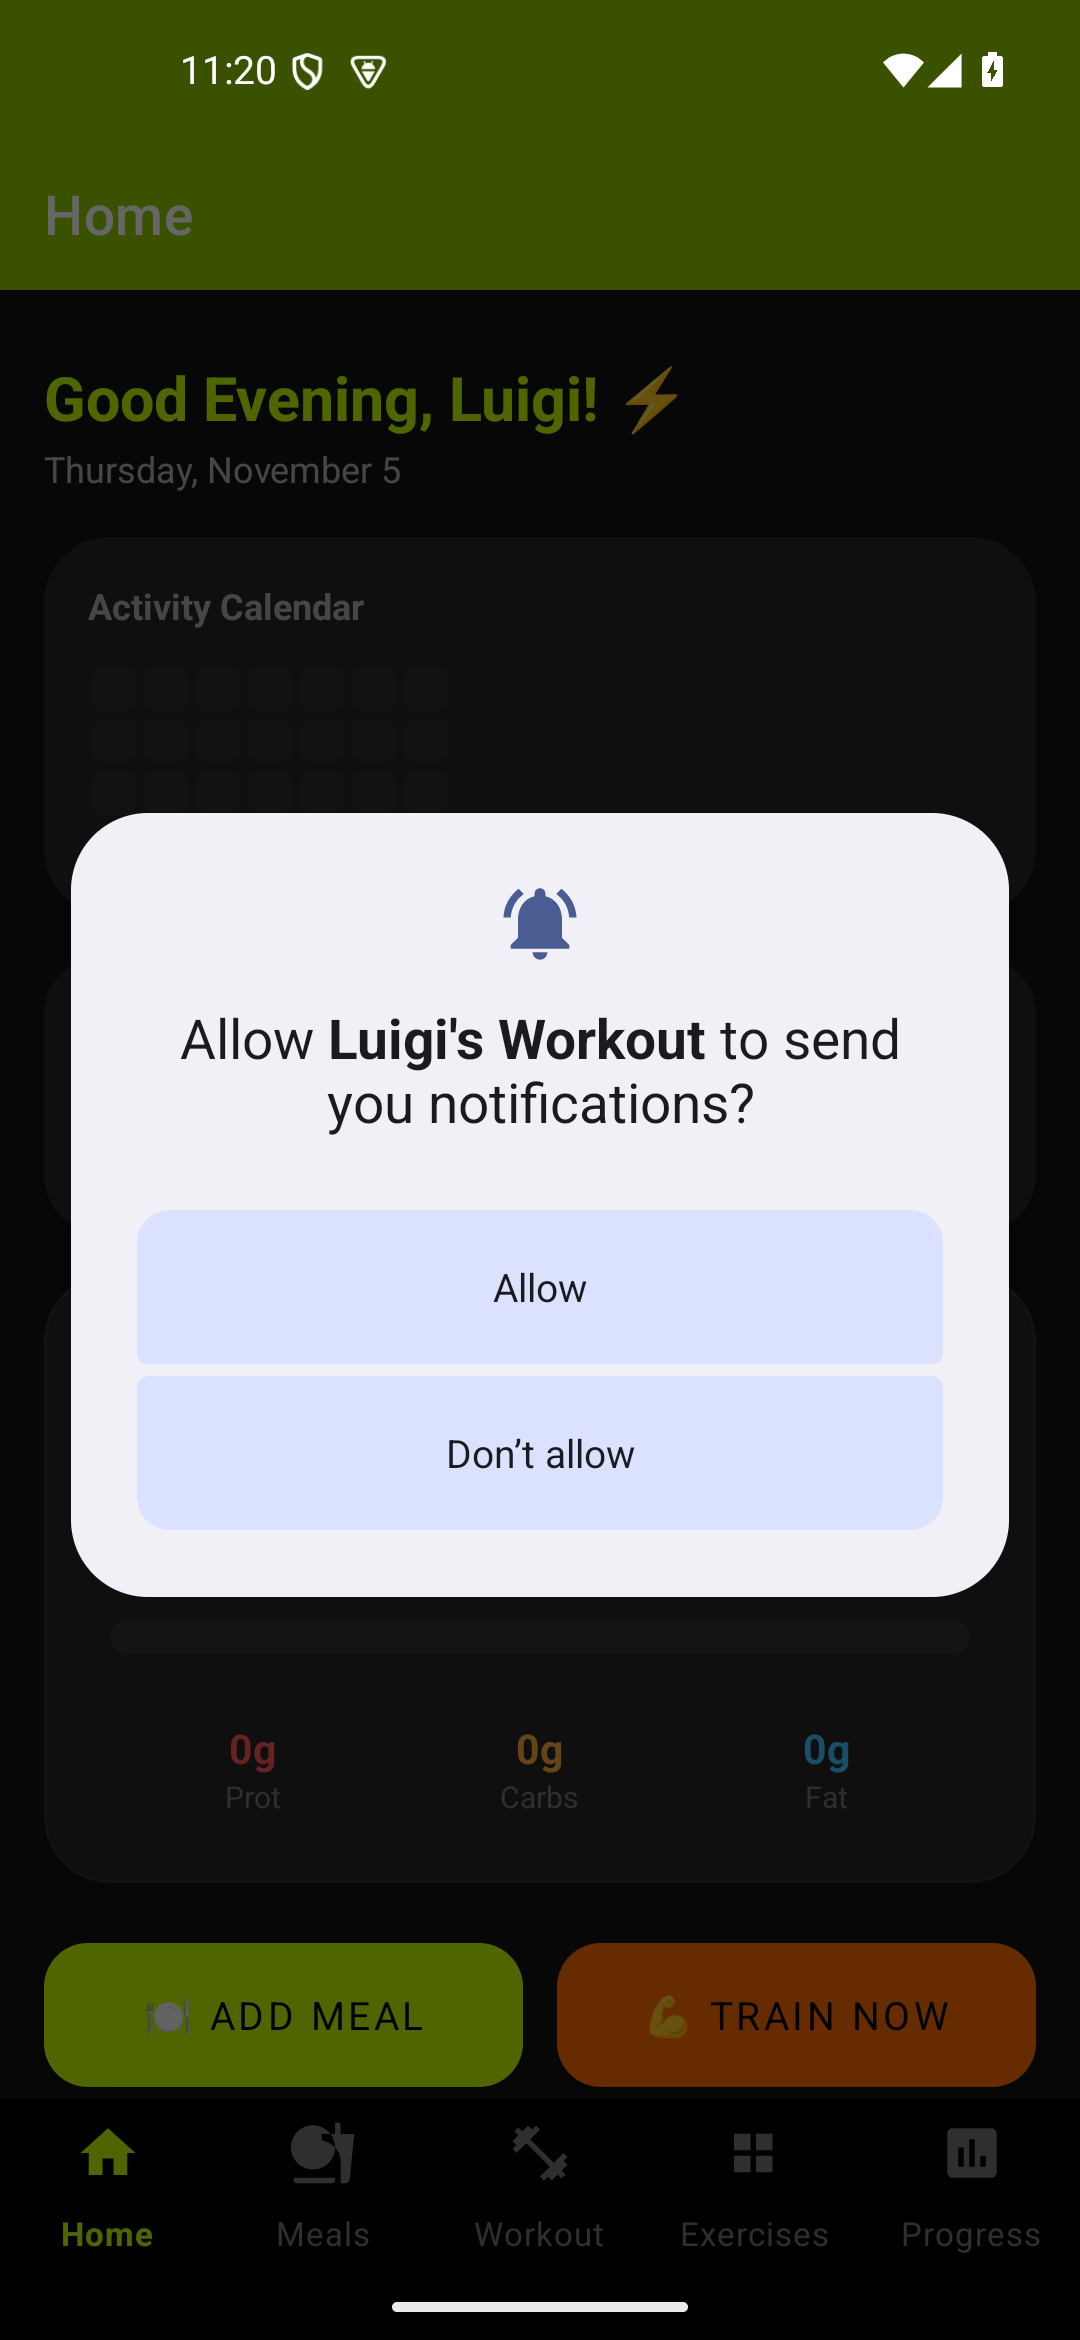 11:20
Home
Good Evening, Luigi! ⚡
Thursday, November 5
Activity Calendar
Allow Luigi's Workout to send
you notifications?
Allow
Don’t allow
0g 0g 0g
Prot Carbs Fat
🍽️ ADD MEAL 💪 TRAIN NOW
Home Meals Workout Exercises Progress